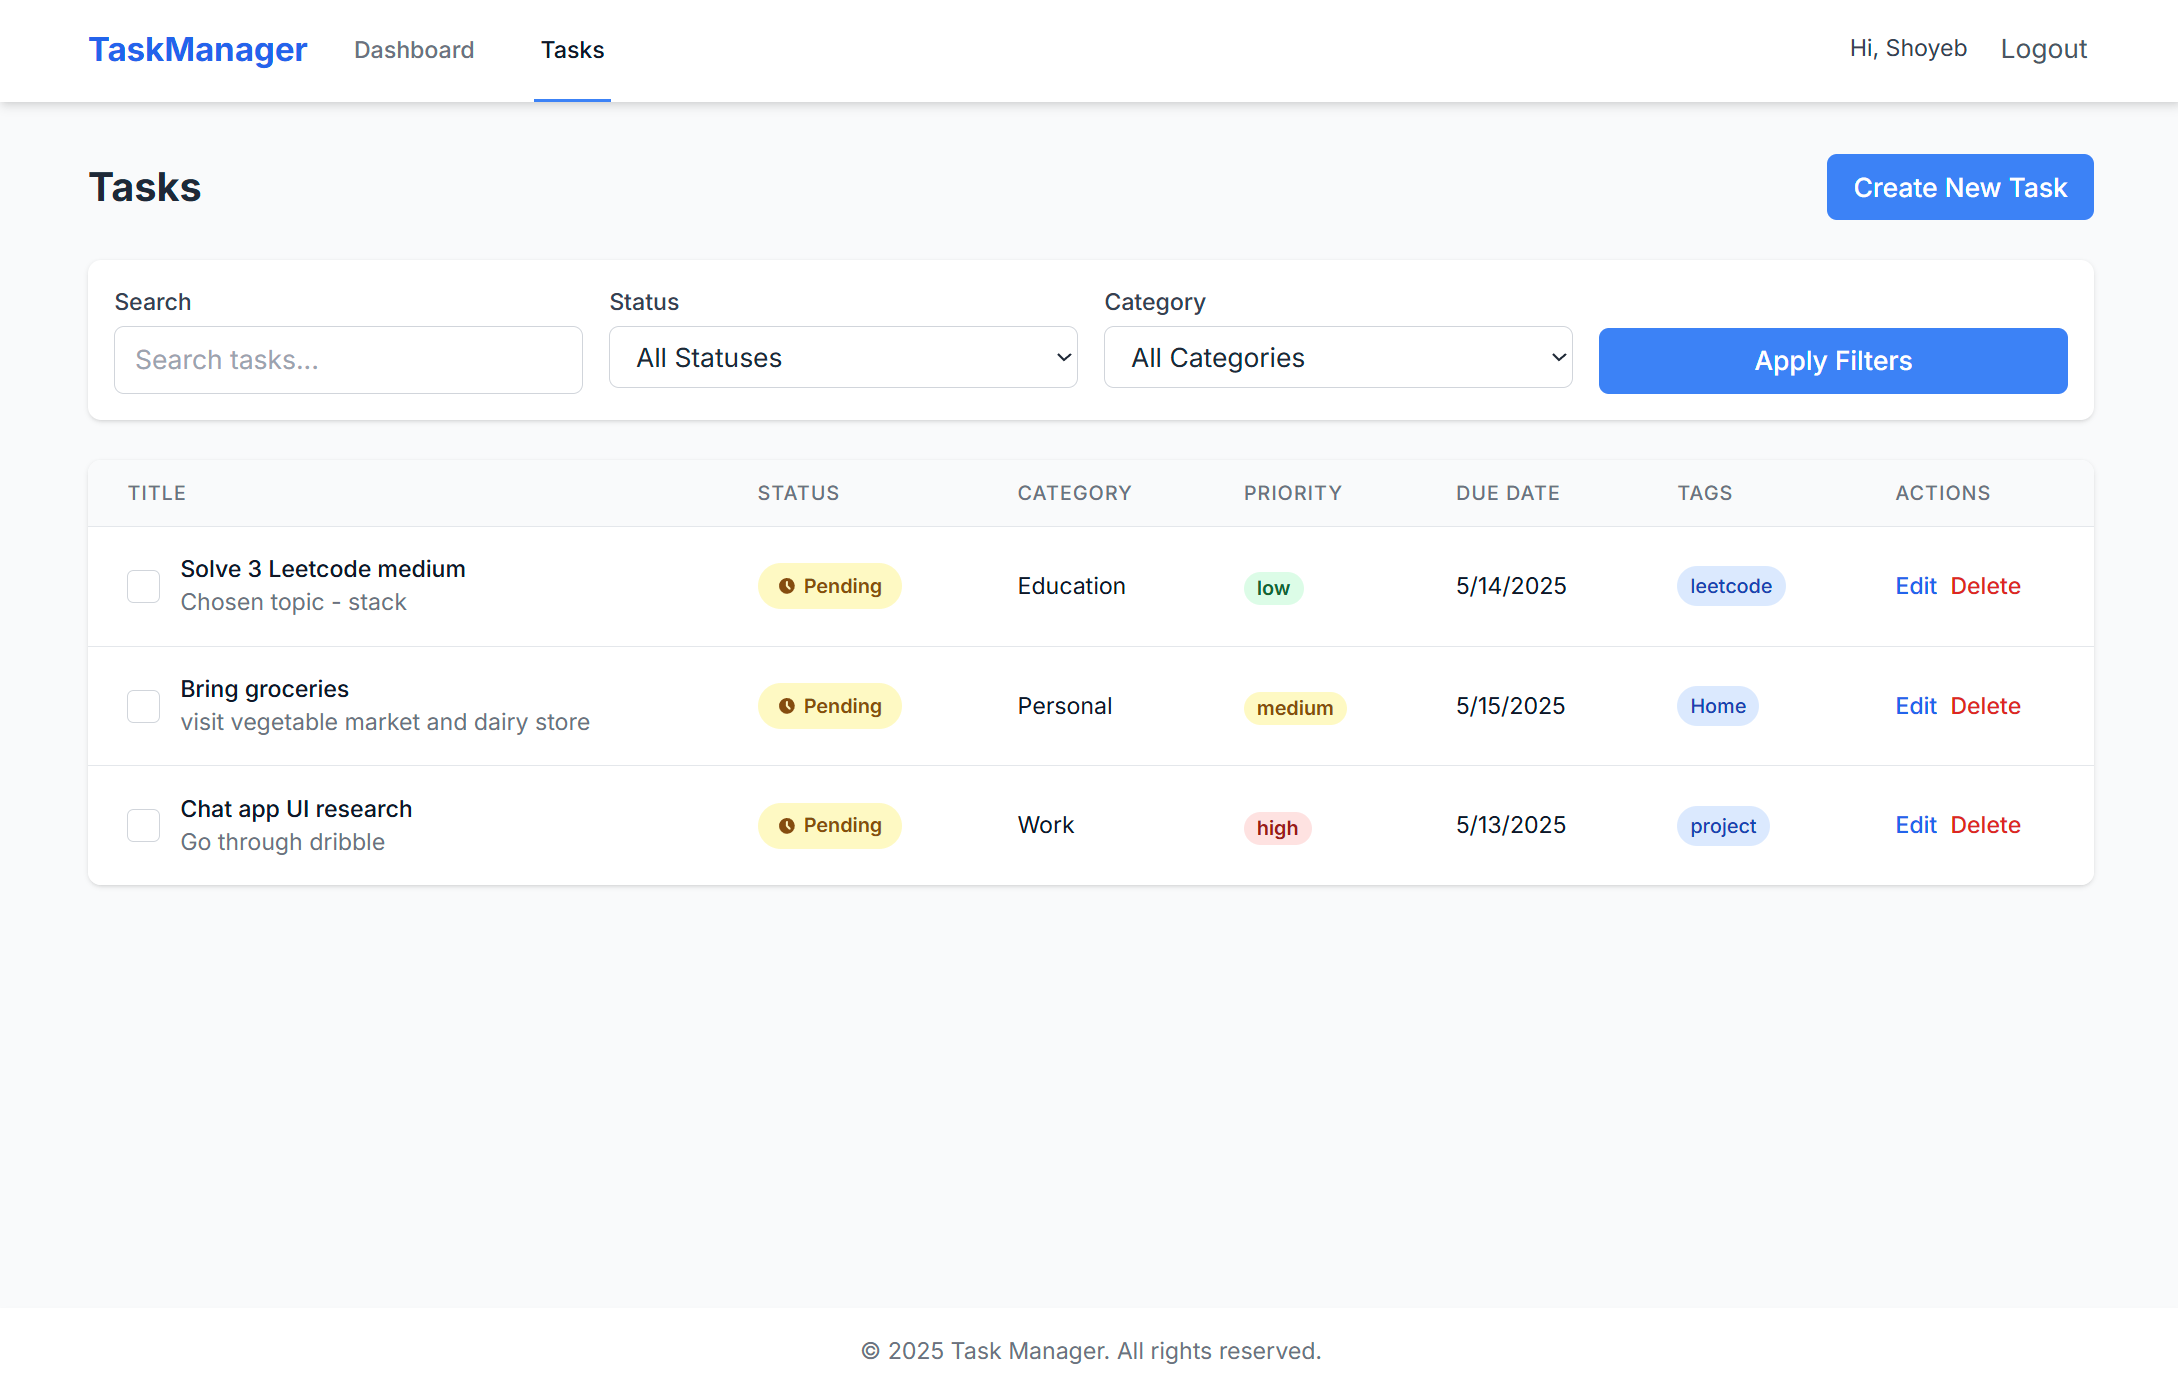 TaskManager Dashboard Tasks Hi, Shoyeb Logout
Tasks Create New Task
Search Status Category
Search tasks... All Statuses All Categories Apply Filters
TITLE STATUS CATEGORY PRIORITY DUE DATE TAGS ACTIONS
Solve 3 Leetcode medium
Chosen topic - stack
Pending Education low 5/14/2025 leetcode Edit Delete
Bring groceries
visit vegetable market and dairy store
Pending Personal medium 5/15/2025 Home Edit Delete
Chat app UI research
Go through dribble
Pending Work high 5/13/2025 project Edit Delete
© 2025 Task Manager. All rights reserved.